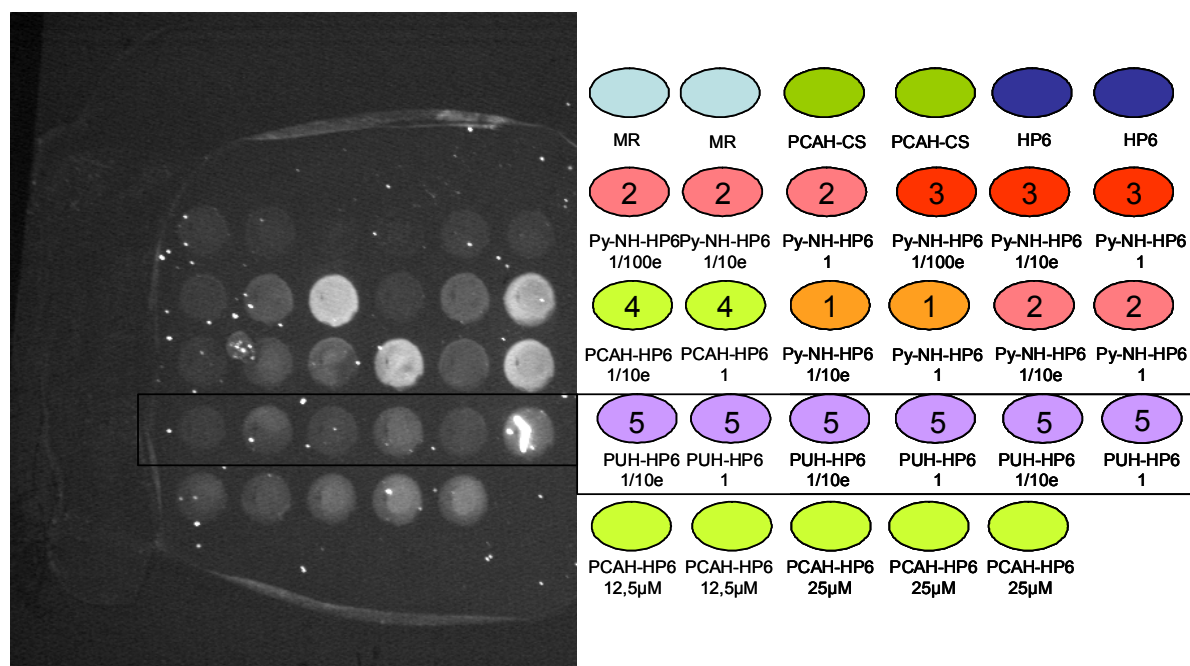 MR MR PCAH-CS PCAH-CS HP6 HP6
2 2 2 3 3 3
Py-NH-HP6 Py-NH-HP6 Py-NH-HP6 Py-NH-HP6 Py-NH-HP6 Py-NH-HP6
1/100e 1/10e 1 1/100e 1/10e 1
4 4 1 1 2 2
PCAH-HP6 PCAH-HP6 Py-NH-HP6 Py-NH-HP6 Py-NH-HP6 Py-NH-HP6
1/10e 1 1/10e 1 1/10e 1
5 5 5 5 5 5
PUH-HP6 PUH-HP6 PUH-HP6 PUH-HP6 PUH-HP6 PUH-HP6
1/10e 1 1/10e 1 1/10e 1
PCAH-HP6 PCAH-HP6 PCAH-HP6 PCAH-HP6 PCAH-HP6
12,5µM 12,5µM 25µM 25µM 25µM